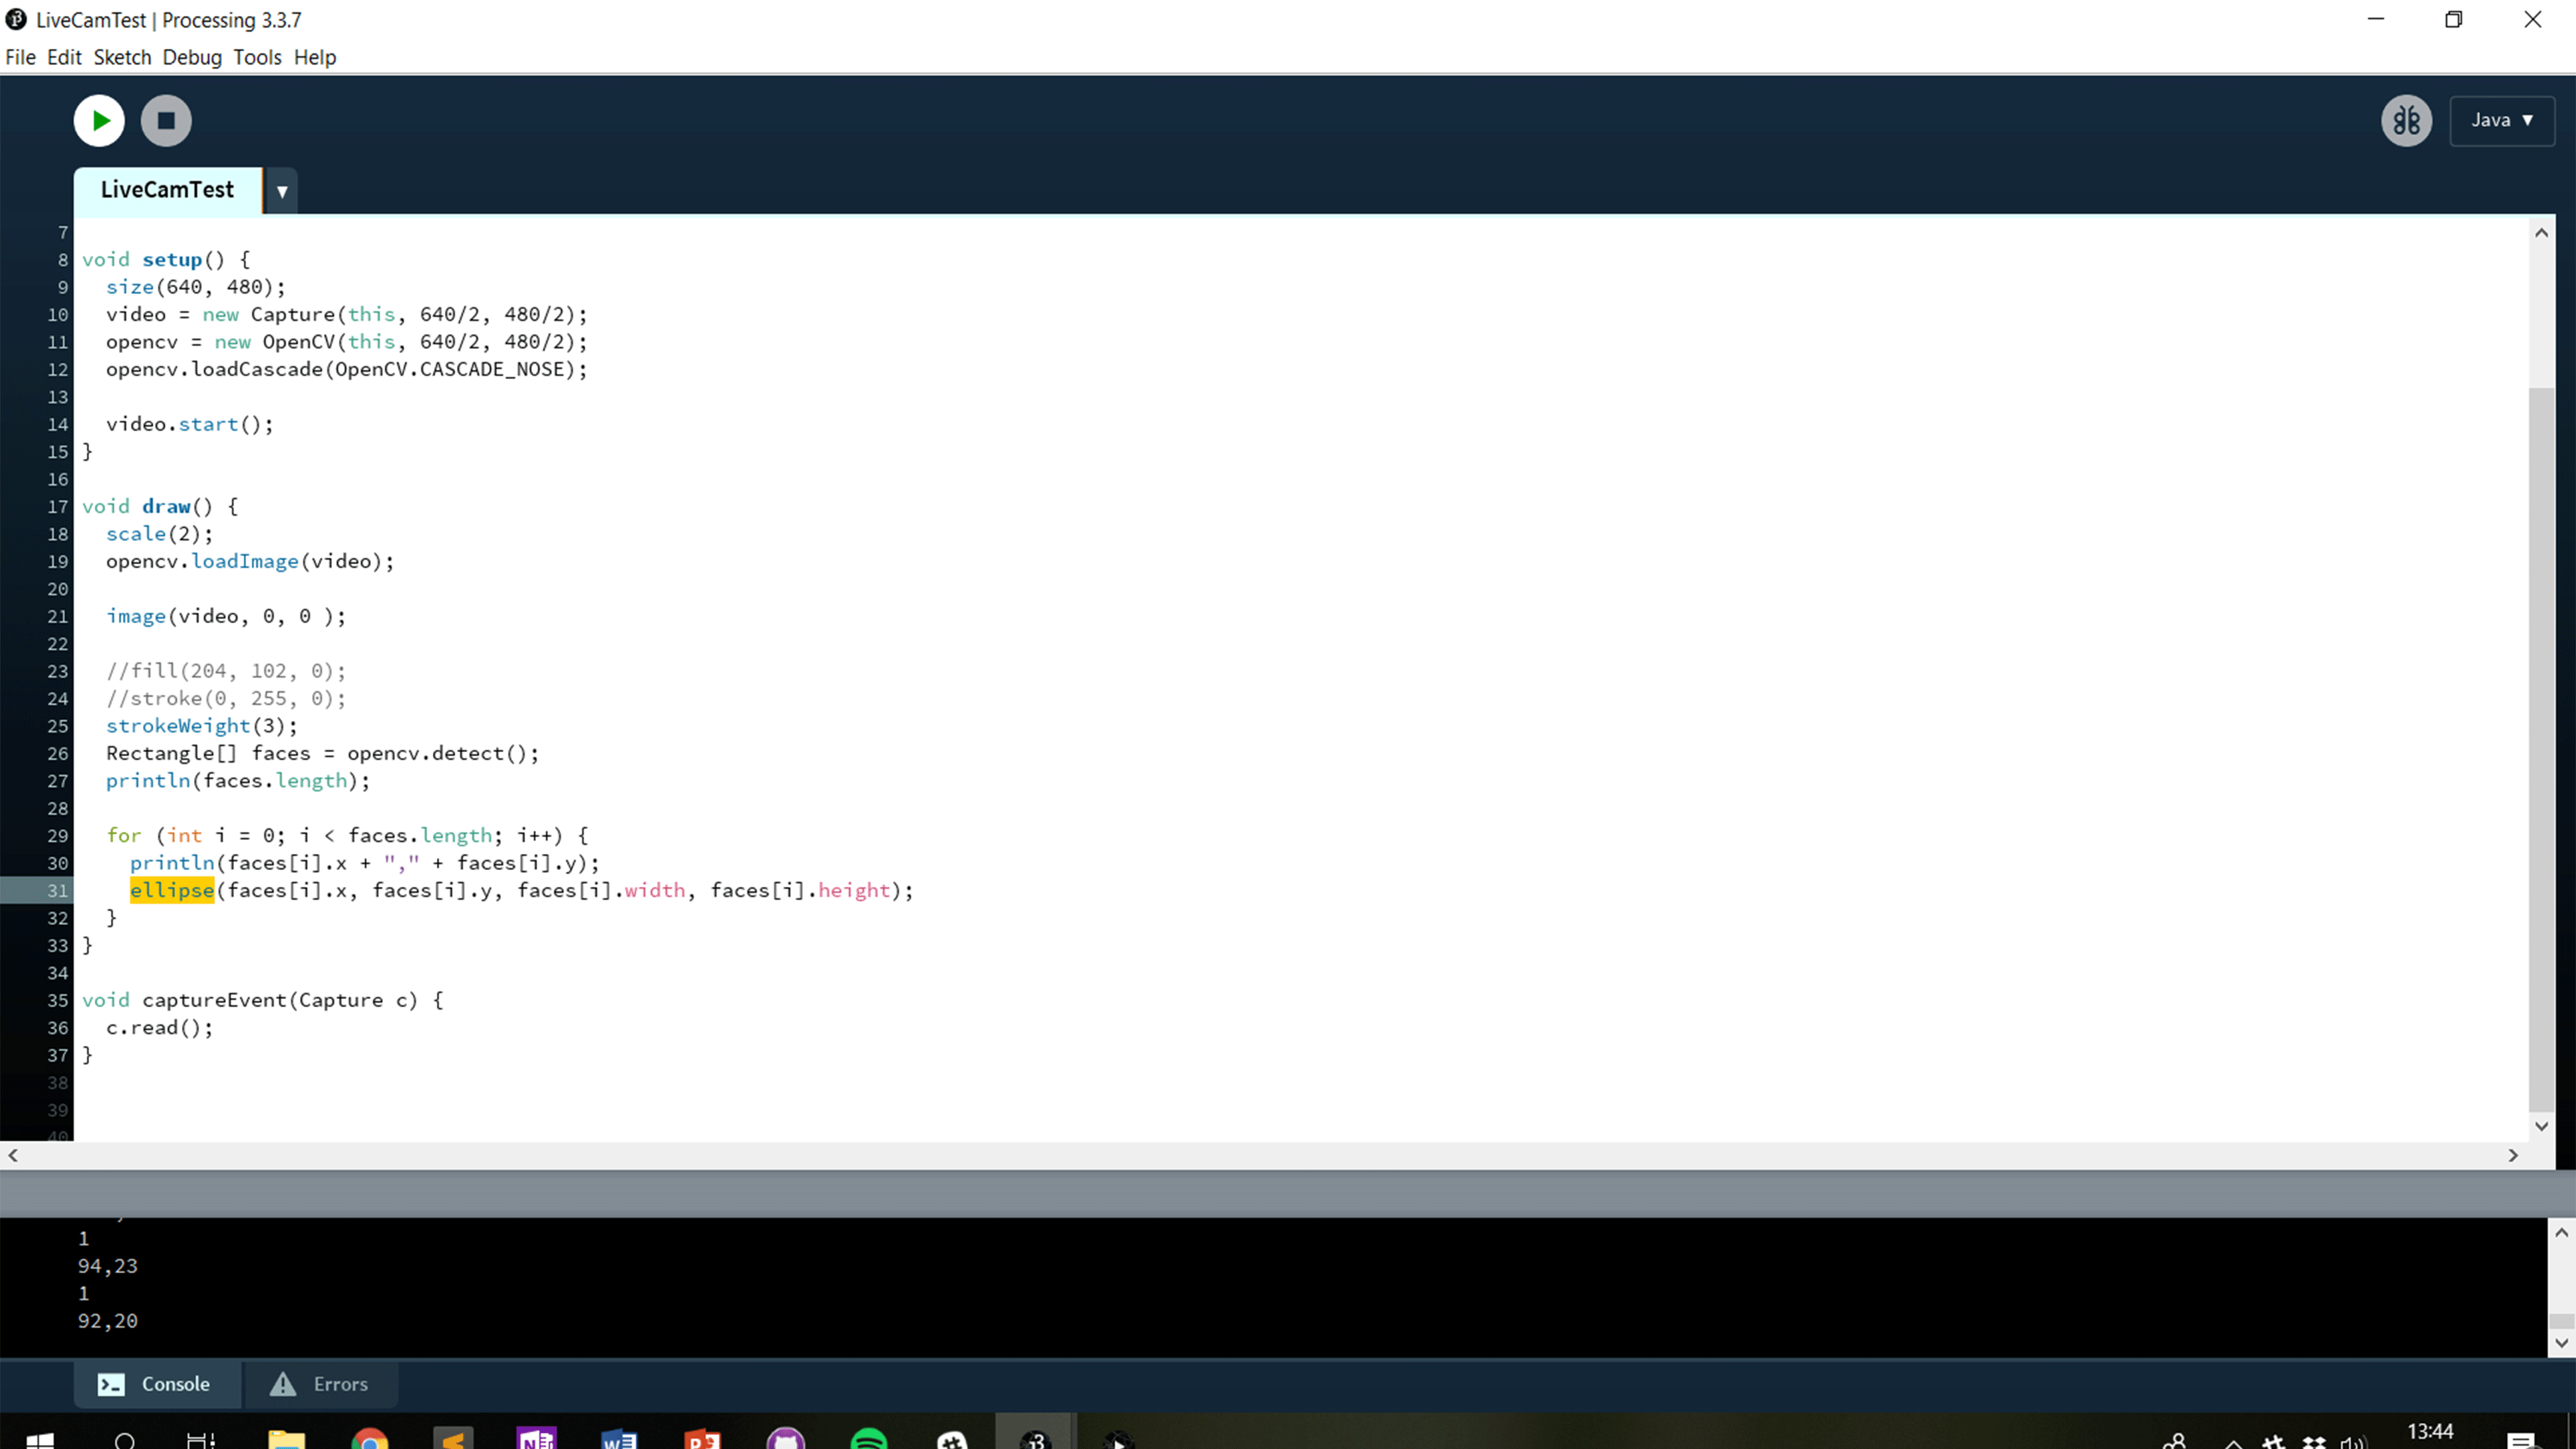 LiveCamTest | Processing 3.3.7
File Edit Sketch Debug Tools Help
Java ▼
LiveCamTest ▼
7
8 void setup() {
9 size(640, 480);
10 video = new Capture(this, 640/2, 480/2);
11 opencv = new OpenCV(this, 640/2, 480/2);
12 opencv.loadCascade(OpenCV.CASCADE_NOSE);
13
14 video.start();
15 }
16
17 void draw() {
18 scale(2);
19 opencv.loadImage(video);
20
21 image(video, 0, 0 );
22
23 //fill(204, 102, 0);
24 //stroke(0, 255, 0);
25 strokeWeight(3);
26 Rectangle[] faces = opencv.detect();
27 println(faces.length);
28
29 for (int i = 0; i < faces.length; i++) {
30 println(faces[i].x + "," + faces[i].y);
31 ellipse(faces[i].x, faces[i].y, faces[i].width, faces[i].height);
32 }
33 }
34
35 void captureEvent(Capture c) {
36 c.read();
37 }
38
39
40
1
94,23
1
92,20
Console Errors
13:44